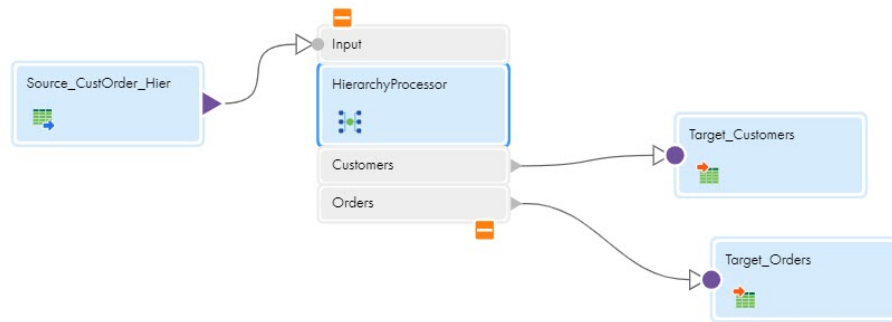 Input
Source_CustOrder_Hier
HierarchyProcessor
Customers
Orders
Target_Customers
Target_Orders